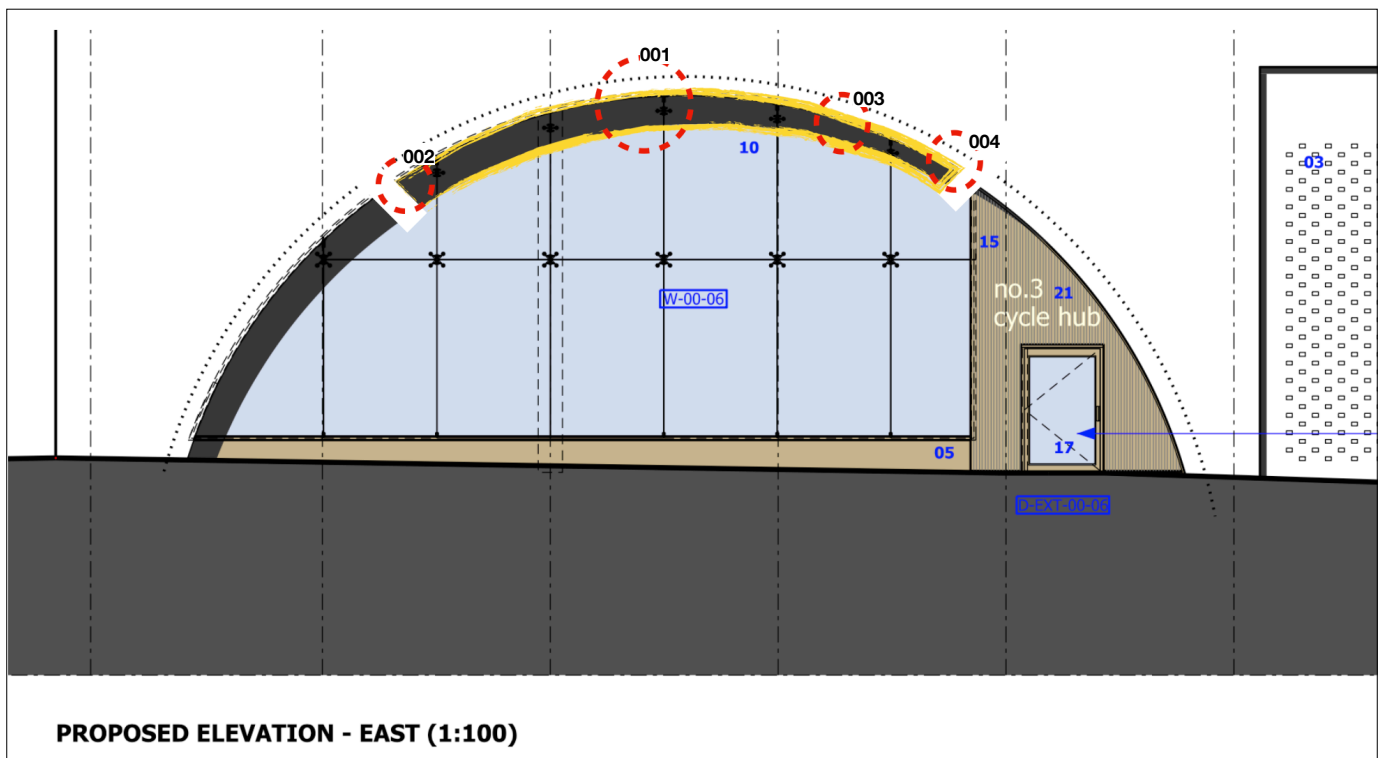 001
003
002
004
10
03
15
no.3
21
cycle hub
W-00-06
05
17
D-EXT-00-06
PROPOSED ELEVATION - EAST (1:100)